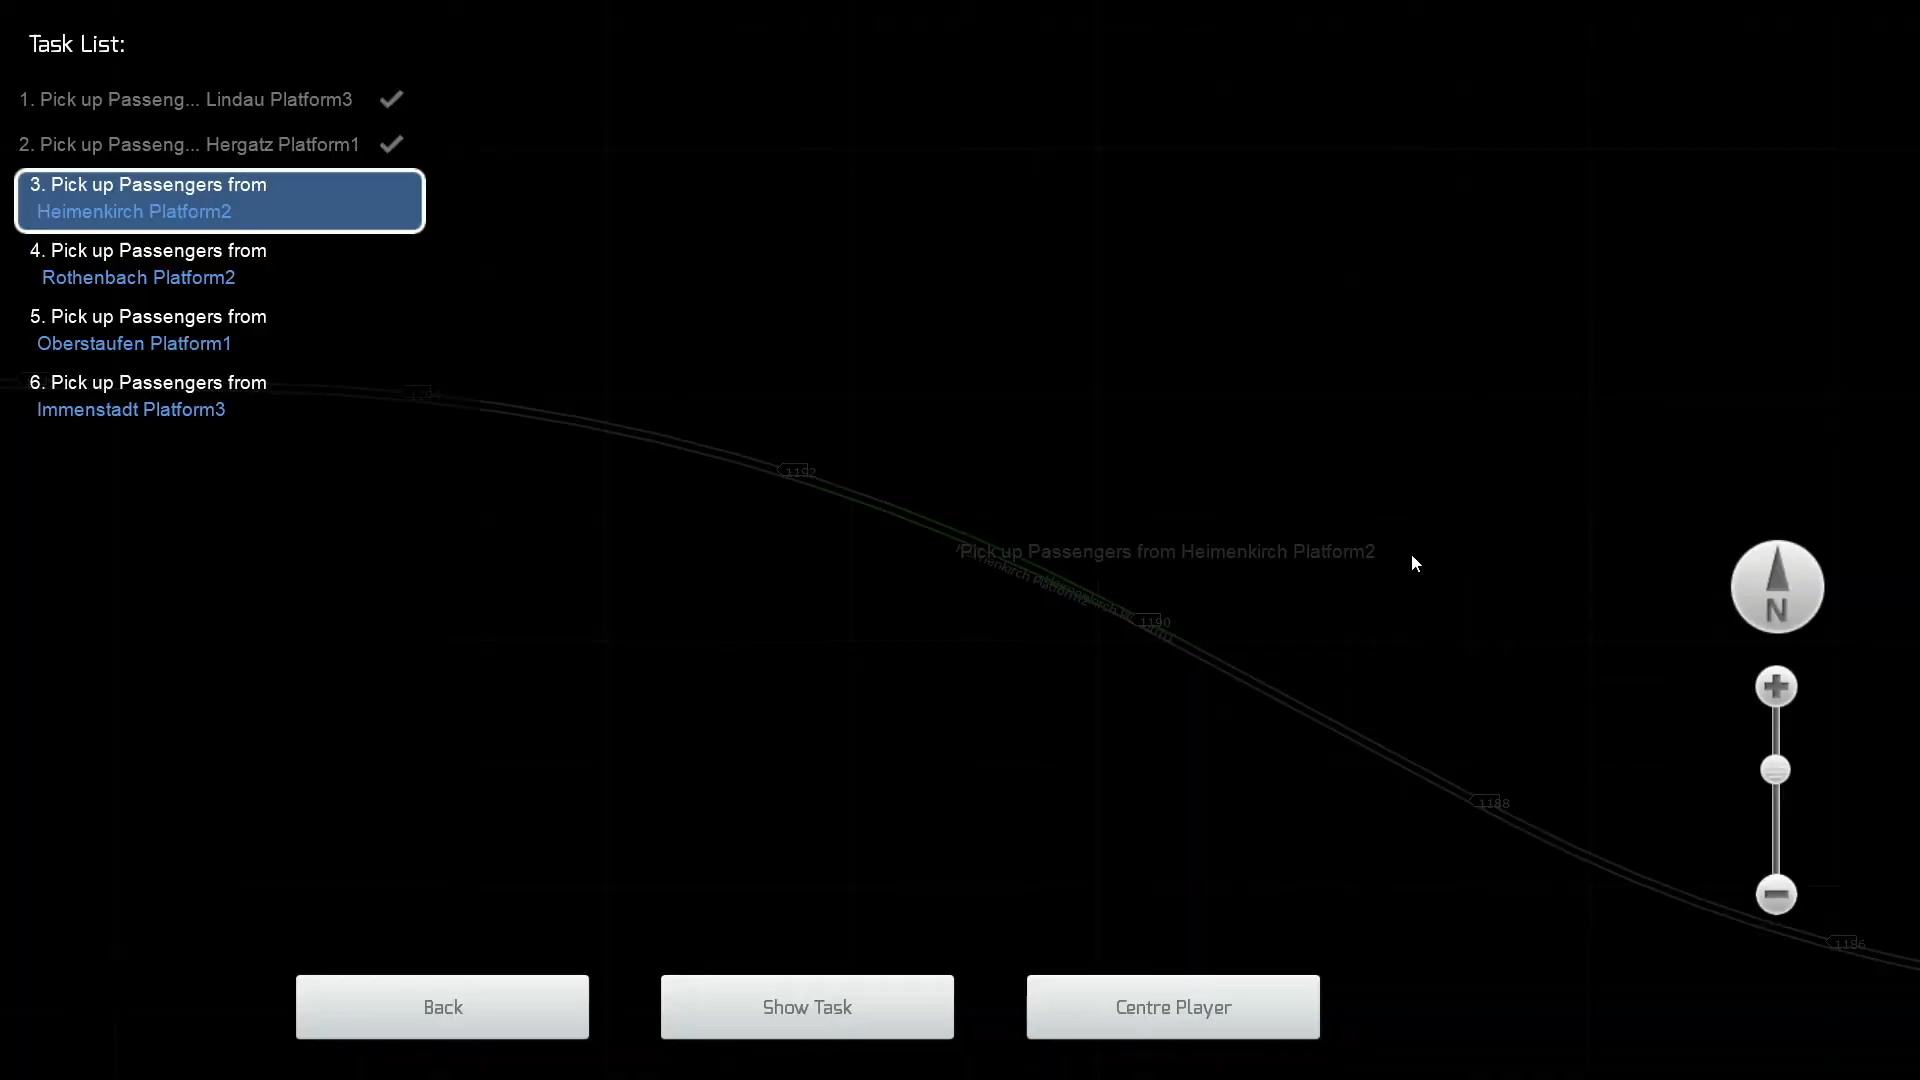 Task List:
1. Pick up Passeng... Lindau Platform3
2. Pick up Passeng... Hergatz Platform1
3. Pick up Passengers from
Heimenkirch Platform2
4. Pick up Passengers from
Rothenbach Platform2
5. Pick up Passengers from
Oberstaufen Platform1
6. Pick up Passengers from
Immenstadt Platform3
1192
Pick up Passengers from Heimenkirch Platform2
1190
N
1188
1186
Back
Show Task
Centre Player